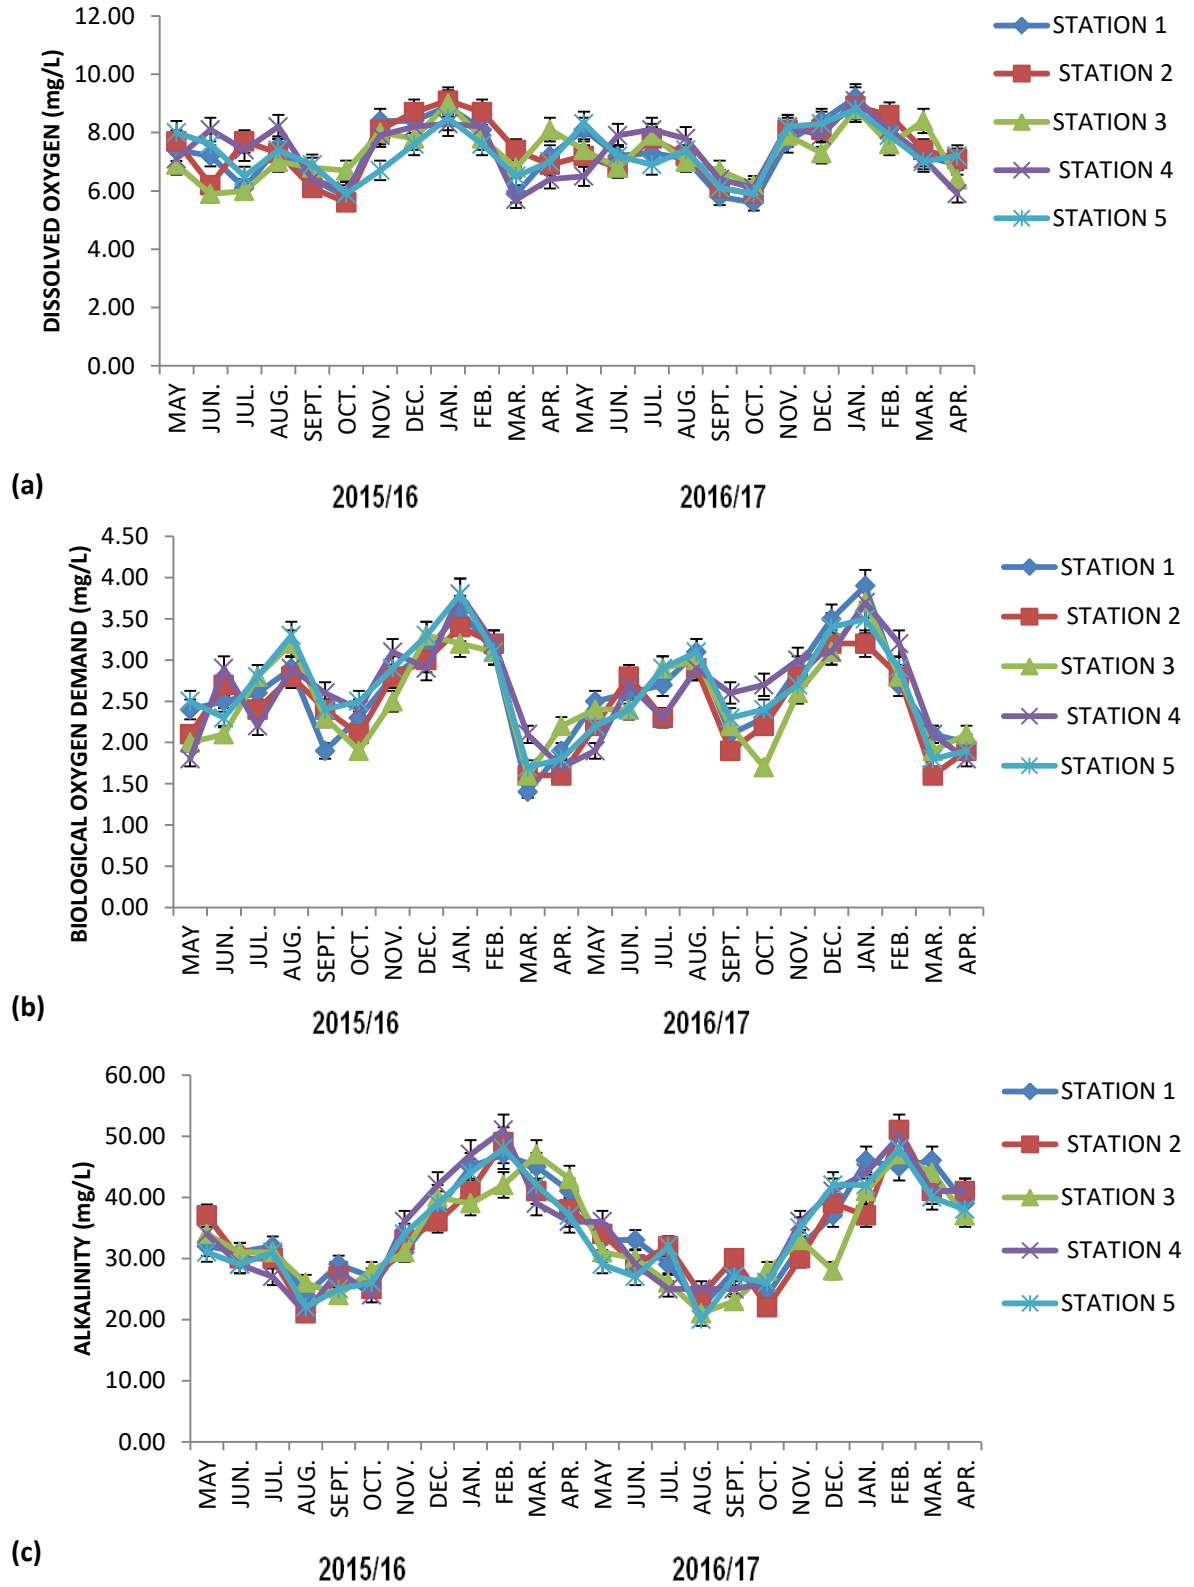 12.00
10.00
8.00
6.00
4.00
2.00
0.00
DISSOLVED OXYGEN (mg/L)
MAY JUN. JUL. AUG. SEPT. OCT. NOV. DEC. JAN. FEB. MAR. APR. MAY JUN. JUL. AUG. SEPT. OCT. NOV. DEC. JAN. FEB. MAR. APR.
STATION 1
STATION 2
STATION 3
STATION 4
STATION 5
(a)
2015/16 2016/17
4.50
4.00
3.50
3.00
2.50
2.00
1.50
1.00
0.50
0.00
BIOLOGICAL OXYGEN DEMAND (mg/L)
MAY JUN. JUL. AUG. SEPT. OCT. NOV. DEC. JAN. FEB. MAR. APR. MAY JUN. JUL. AUG. SEPT. OCT. NOV. DEC. JAN. FEB. MAR. APR.
STATION 1
STATION 2
STATION 3
STATION 4
STATION 5
(b)
2015/16 2016/17
60.00
50.00
40.00
30.00
20.00
10.00
0.00
ALKALINITY (mg/L)
MAY JUN. JUL. AUG. SEPT. OCT. NOV. DEC. JAN. FEB. MAR. APR. MAY JUN. JUL. AUG. SEPT. OCT. NOV. DEC. JAN. FEB. MAR. APR.
STATION 1
STATION 2
STATION 3
STATION 4
STATION 5
(c)
2015/16 2016/17